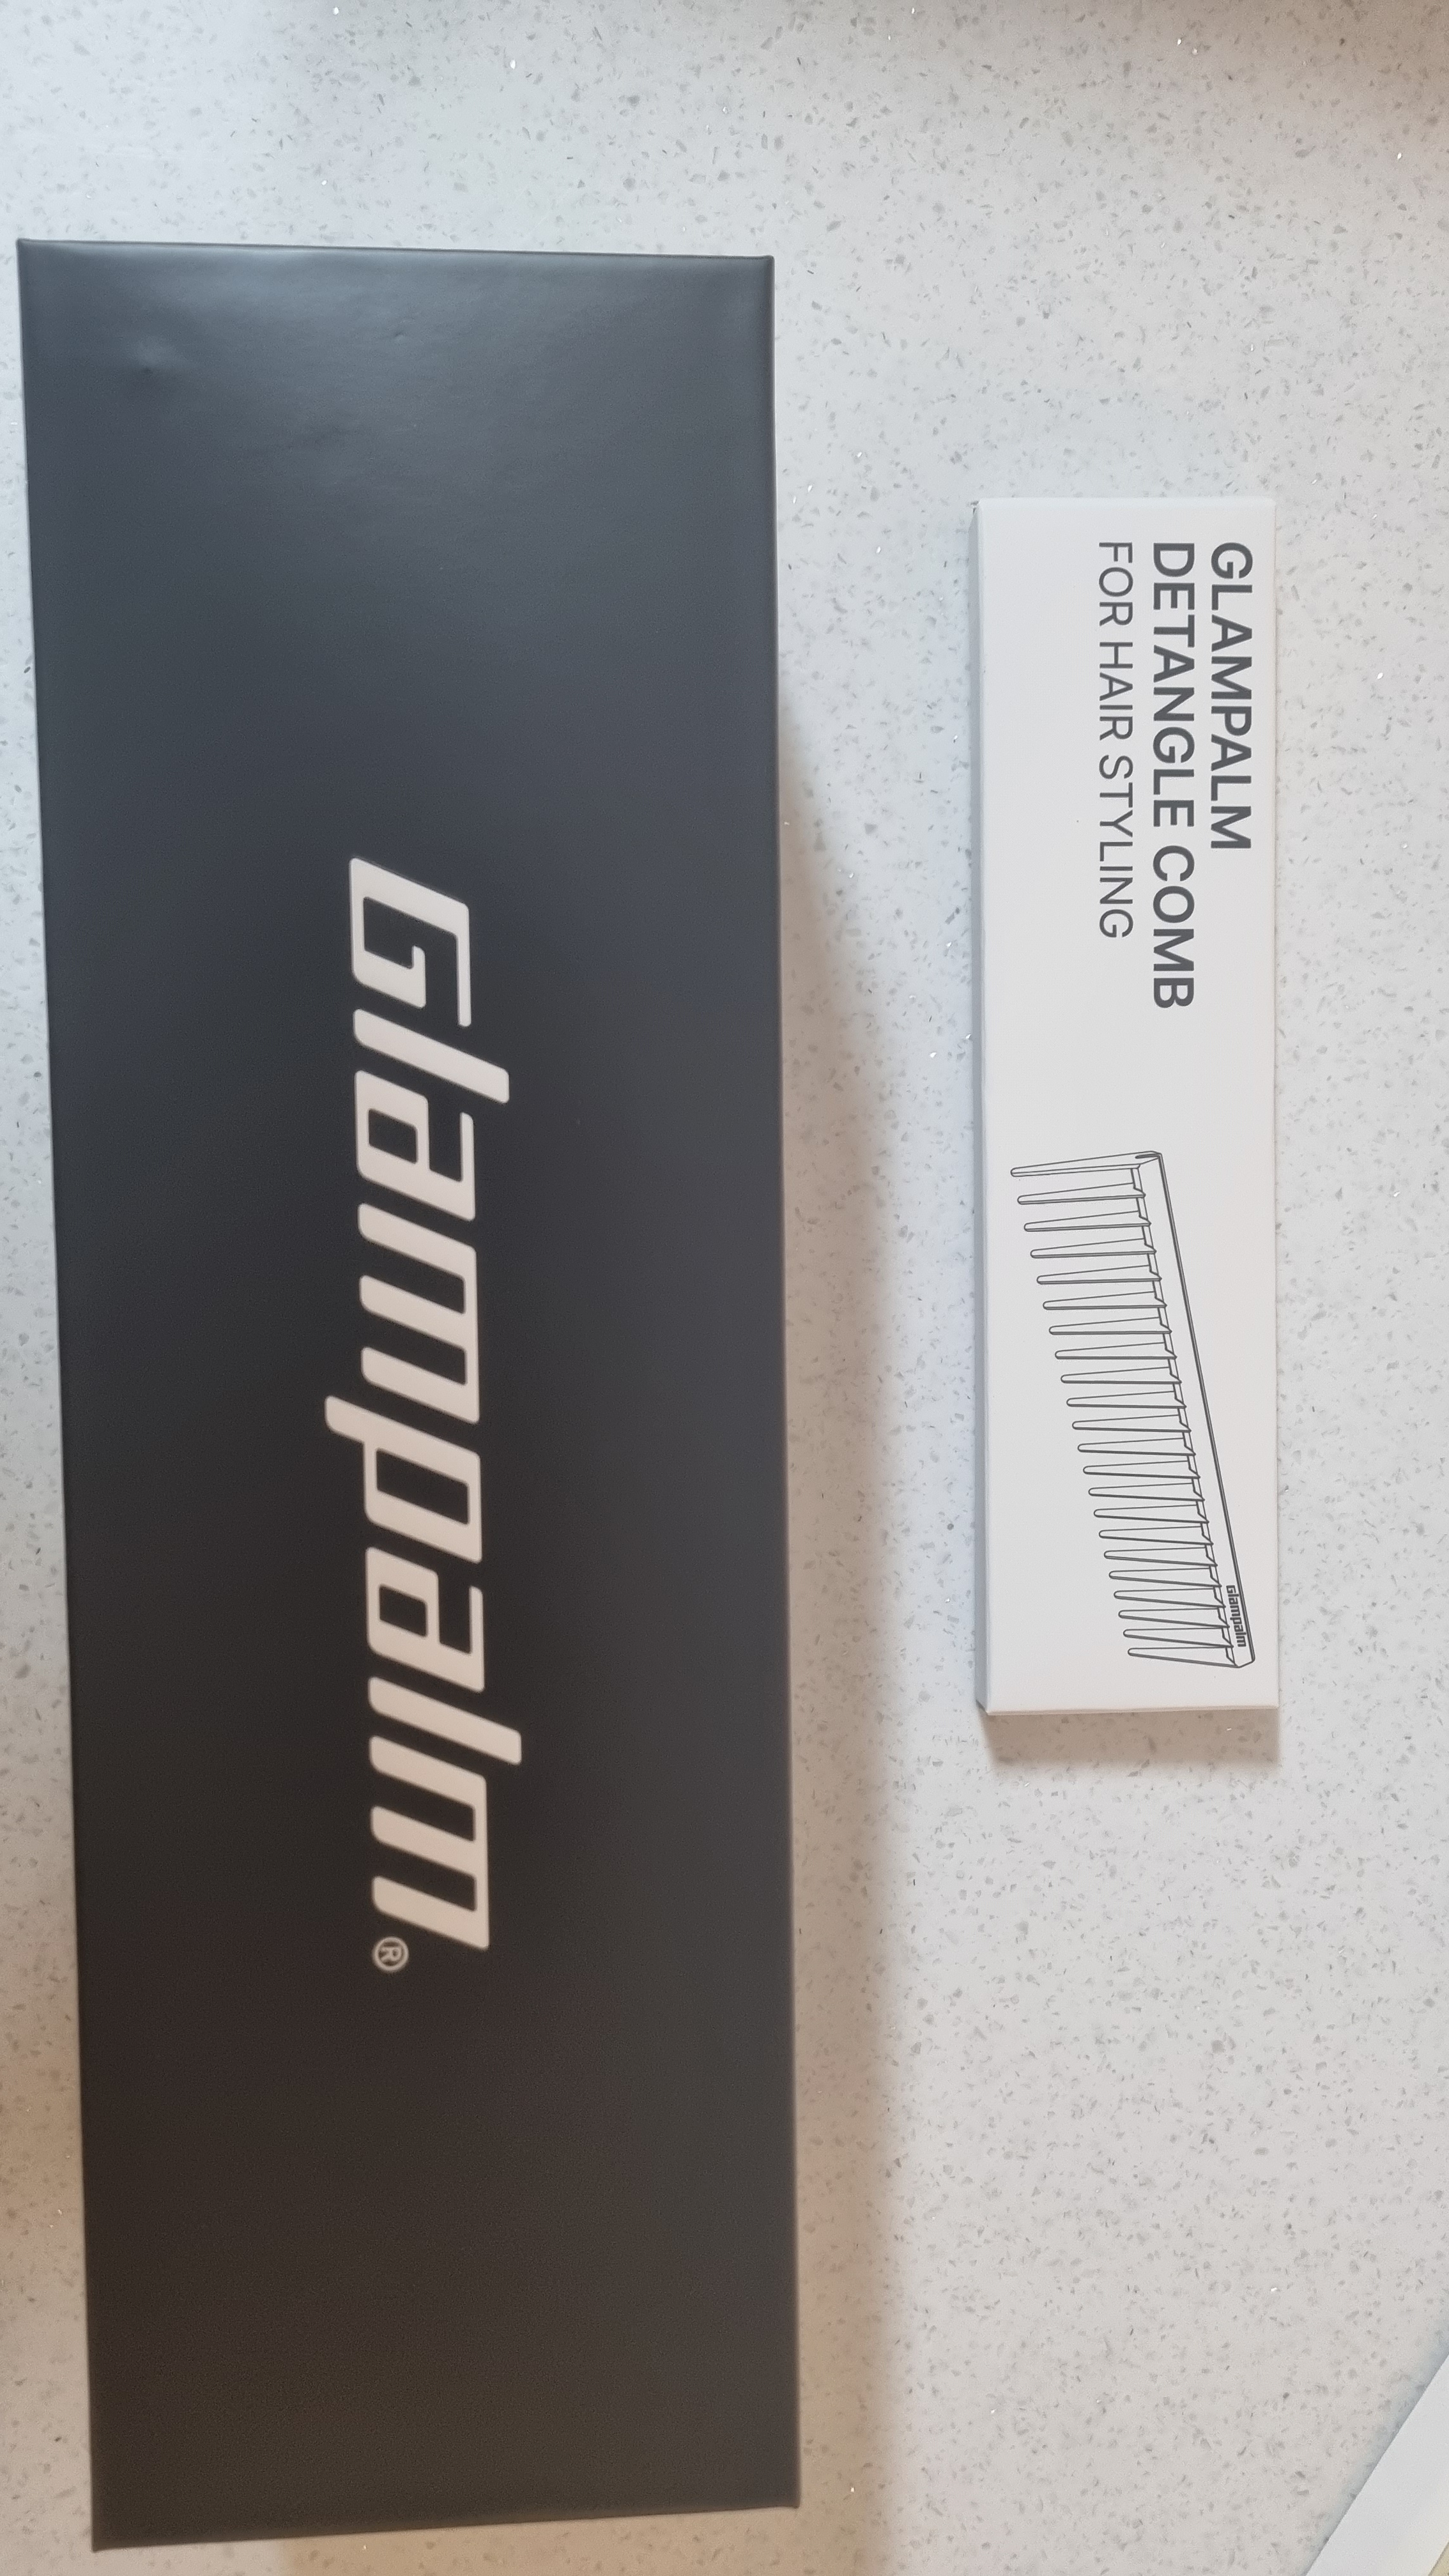 Glampalm®
GLAMPALM
DETANGLE COMB
FOR HAIR STYLING
Glampalm